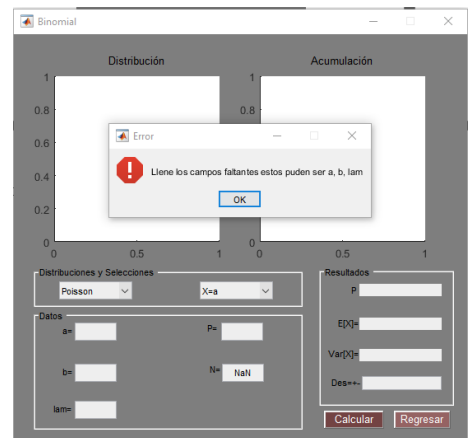 Binomial
Distribución
Acumulación
1
0.8
0.6
0.4
0.2
0
0 0.5 1
1
0.8
0
0 0.5 1
Error
Llene los campos faltantes estos puden ser a, b, lam
OK
Distribuciones y Selecciones
Poisson
X=a
Datos
a=
P=
b=
N= NaN
lam=
Resultados
P
E[X]=
Var[X]=
Des=+-
Calcular
Regresar